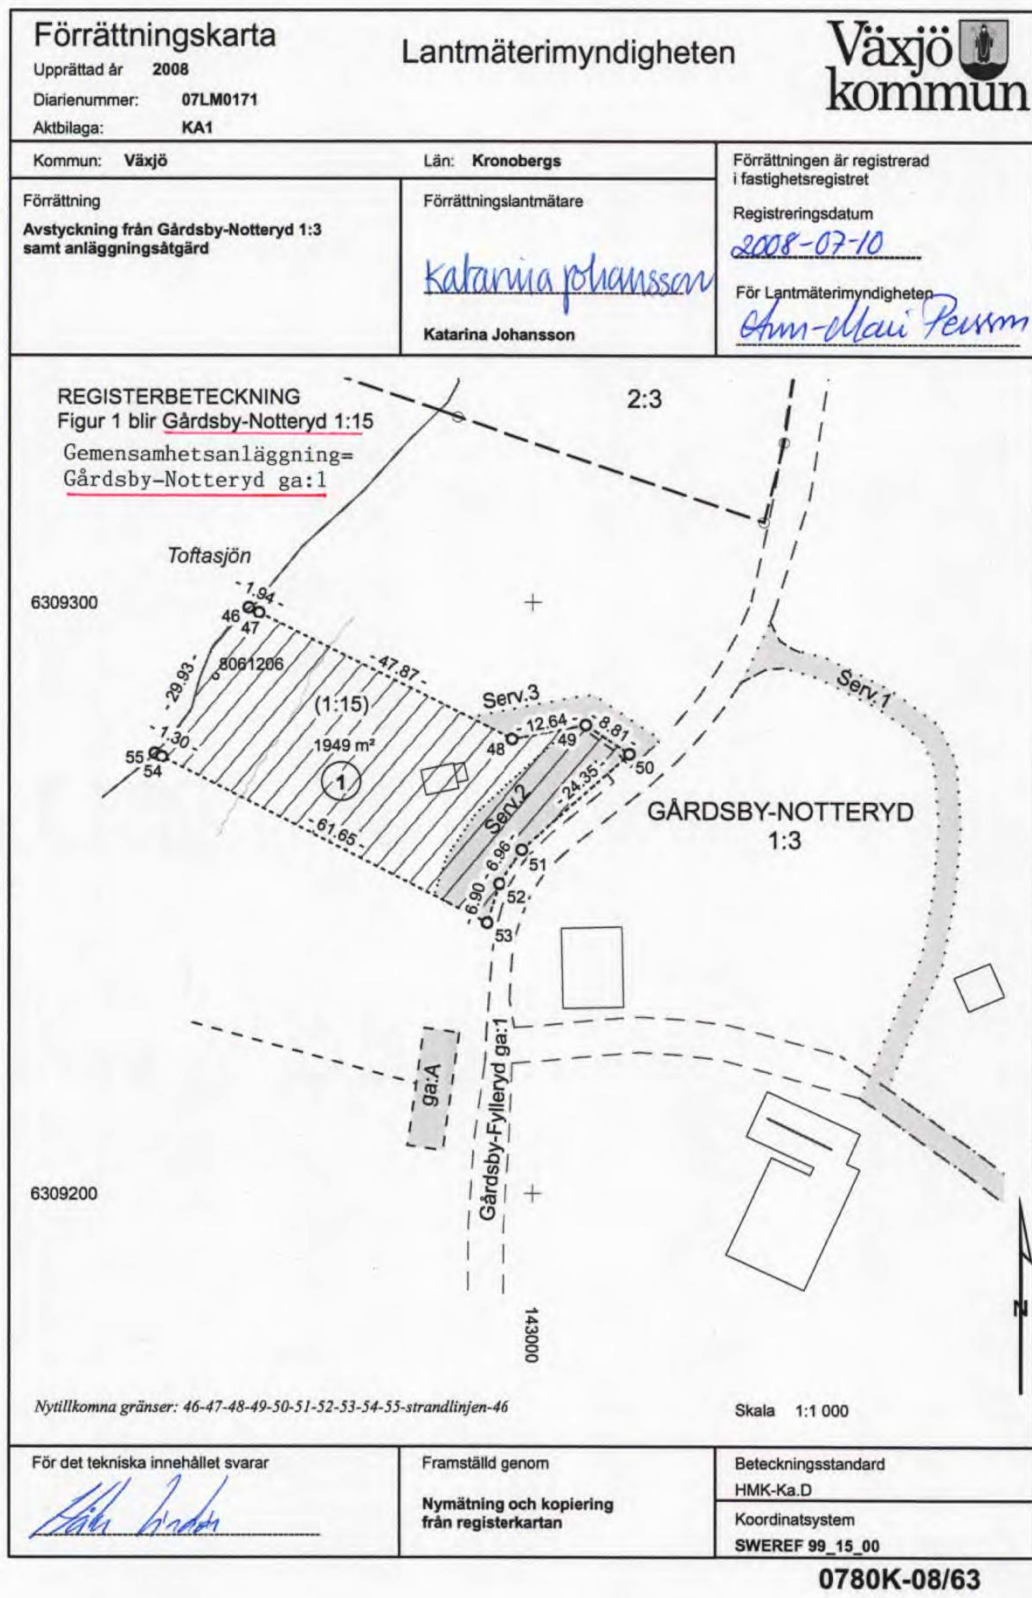 Förrättningskarta
Upprättad år 2008
Diarienummer: 07LM0171
Aktbilaga: KA1
Lantmäterimyndigheten
Växjö
kommun
Kommun: Växjö
Län: Kronobergs
Förrättningen är registrerad
i fastighetsregistret
Registreringsdatum
2008-07-10
För Lantmäterimyndigheten
Ann-Mari Persson
Förrättning
Avstyckning från Gårdsby-Notteryd 1:3
samt anläggningsåtgärd
Förrättningslantmätare
Katarina Johansson
Katarina Johansson
REGISTERBETECKNING
Figur 1 blir Gårdsby-Notteryd 1:15
Gemensamhetsanläggning=
Gårdsby-Notteryd ga:1
2:3
Toftasjön
6309300
- 1.94 -
46
47
- 47.87 -
- 29.93 -
8061206
(1:15)
1949 m²
1
Serv.3
- 12.64 -
- 8.81 -
48
49
50
Serv.1
- 1.30 -
55
54
- 61.65 -
Serv.2
- 24.35 -
GÅRDSBY-NOTTERYD
1:3
- 6.96 -
51
- 6.90 -
52
53
ga:A
Gårdsby-Fylleryd ga:1
6309200
143000
N
Nytillkomna gränser: 46-47-48-49-50-51-52-53-54-55-strandlinjen-46
Skala 1:1 000
För det tekniska innehållet svarar
Framställd genom
Nymätning och kopiering
från registerkartan
Beteckningsstandard
HMK-Ka.D
Koordinatsystem
SWEREF 99_15_00
0780K-08/63